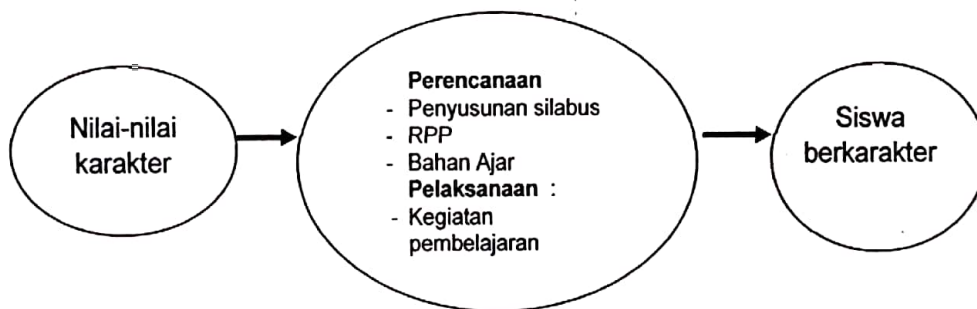 Nilai-nilai
karakter
Perencanaan
- Penyusunan silabus
- RPP
- Bahan Ajar
Pelaksanaan :
- Kegiatan
pembelajaran
Siswa
berkarakter